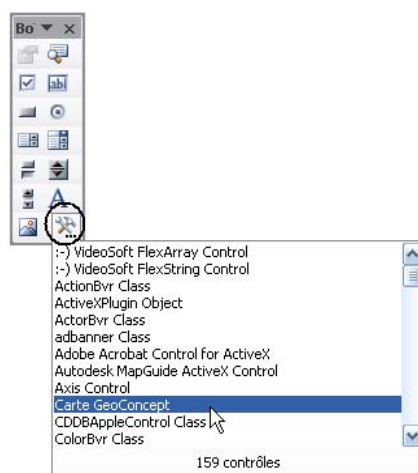 Bo
ab
A
:-) VideoSoft FlexArray Control
:-) VideoSoft FlexString Control
ActionBvr Class
ActiveXPlugin Object
ActorBvr Class
adbanner Class
Adobe Acrobat Control for ActiveX
Autodesk MapGuide ActiveX Control
Axis Control
Carte GeoConcept
CDDBAppleControl Class
ColorBvr Class
159 contrôles